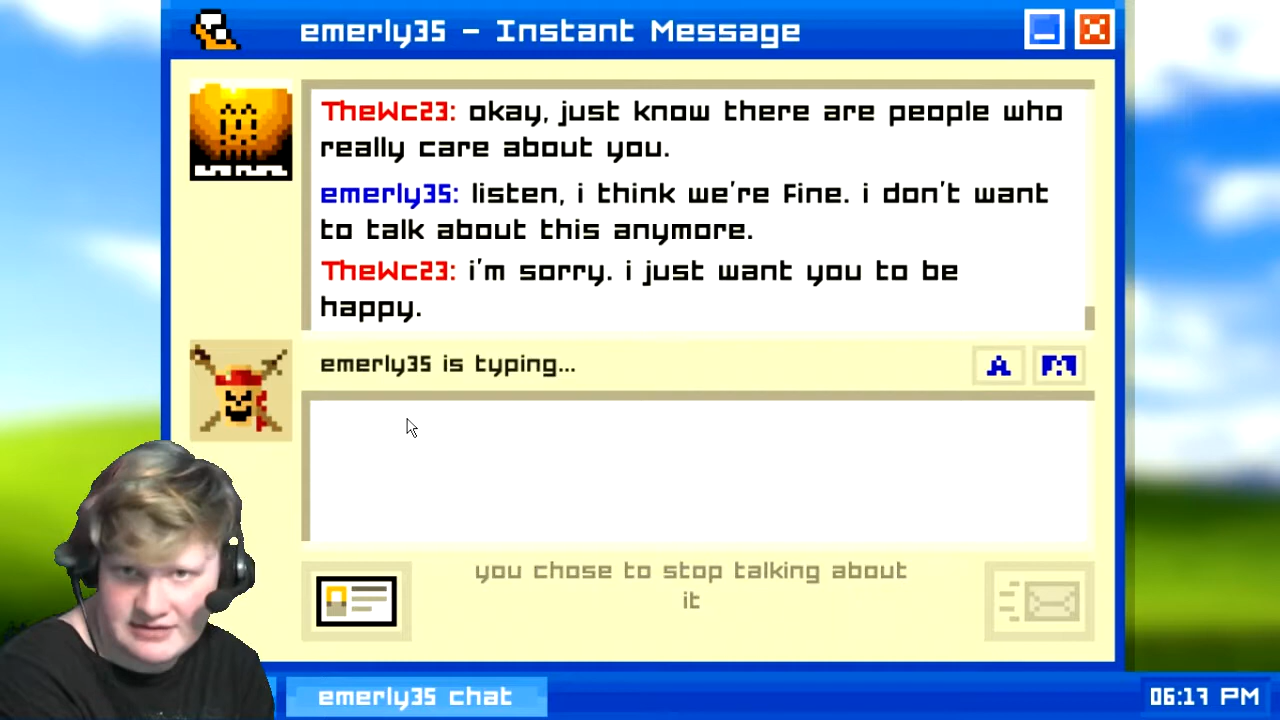 emerly35 - Instant Message
TheWc23: okay, just know there are people who
really care about you.
emerly35: listen, i think we're fine. i don't want
to talk about this anymore.
TheWc23: i'm sorry. i just want you to be
happy.
emerly35 is typing...
A
you chose to stop talking about
it
emerly35 chat
06:17 PM